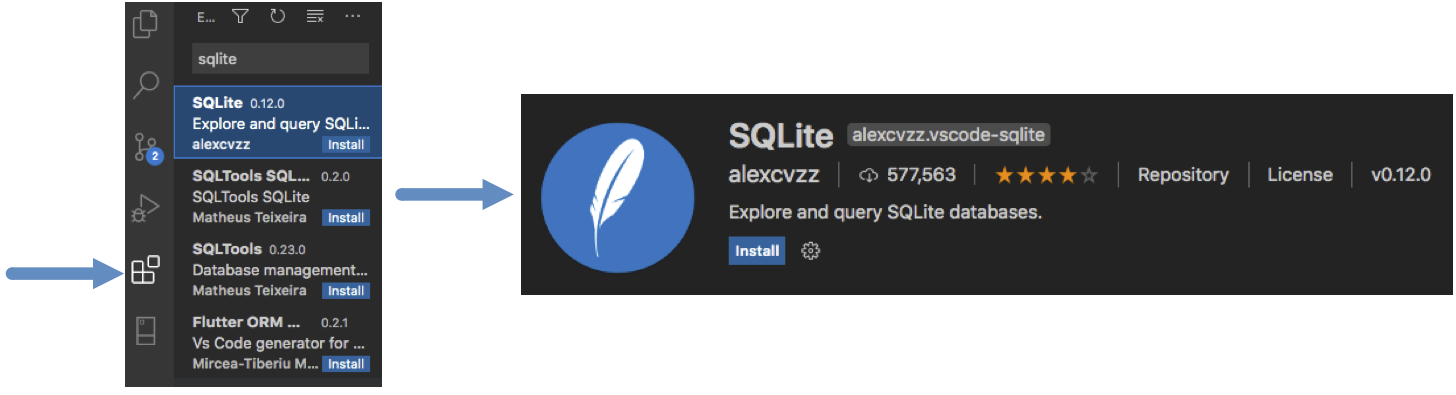 E...
sqlite
SQLite 0.12.0
Explore and query SQLi...
alexcvzz Install
SQLTools SQL... 0.2.0
SQLTools SQLite
Matheus Teixeira Install
SQLTools 0.23.0
Database management...
Matheus Teixeira Install
Flutter ORM ... 0.2.1
Vs Code generator for ...
Mircea-Tiberiu M... Install
2
SQLite alexcvzz.vscode-sqlite
alexcvzz 577,563 Repository License v0.12.0
Explore and query SQLite databases.
Install